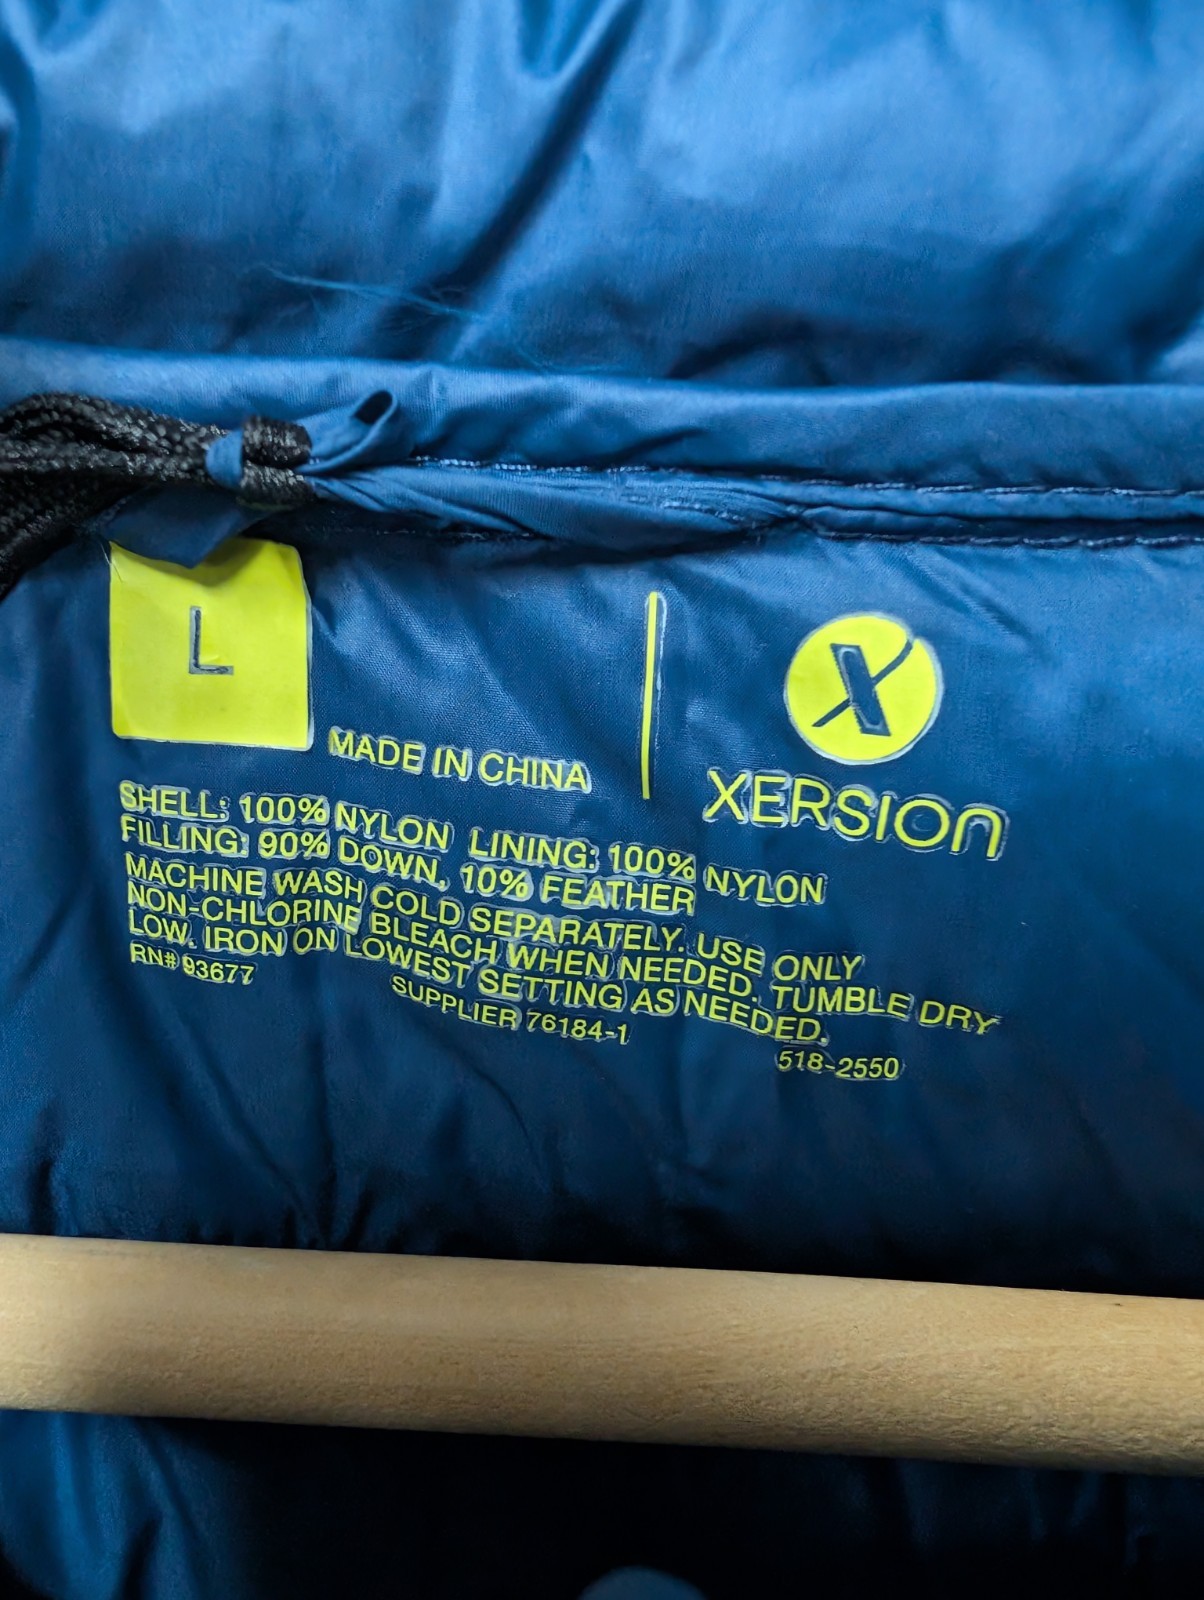 L
MADE IN CHINA
X
XERSION
SHELL: 100% NYLON LINING: 100% NYLON
FILLING: 90% DOWN, 10% FEATHER
MACHINE WASH COLD SEPARATELY. USE ONLY
NON-CHLORINE BLEACH WHEN NEEDED. TUMBLE DRY
LOW. IRON ON LOWEST SETTING AS NEEDED.
RN# 93677 SUPPLIER 76184-1 518-2550